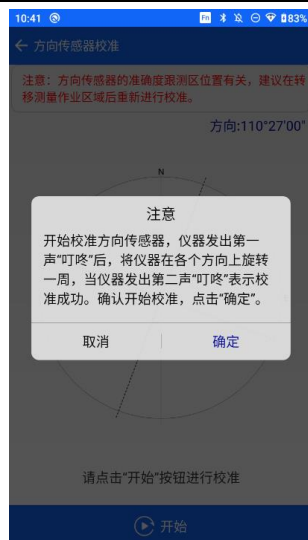 10:41
83%
方向传感器校准
注意：方向传感器的准确度跟测区位置有关，建议在转
移测量作业区域后重新进行校准。
方向:110°27'00"
N
注意
开始校准方向传感器，仪器发出第一
声“叮咚”后，将仪器在各个方向上旋转
一周，当仪器发出第二声“叮咚”表示校
准成功。确认开始校准，点击“确定”。
取消
确定
请点击“开始”按钮进行校准
开始